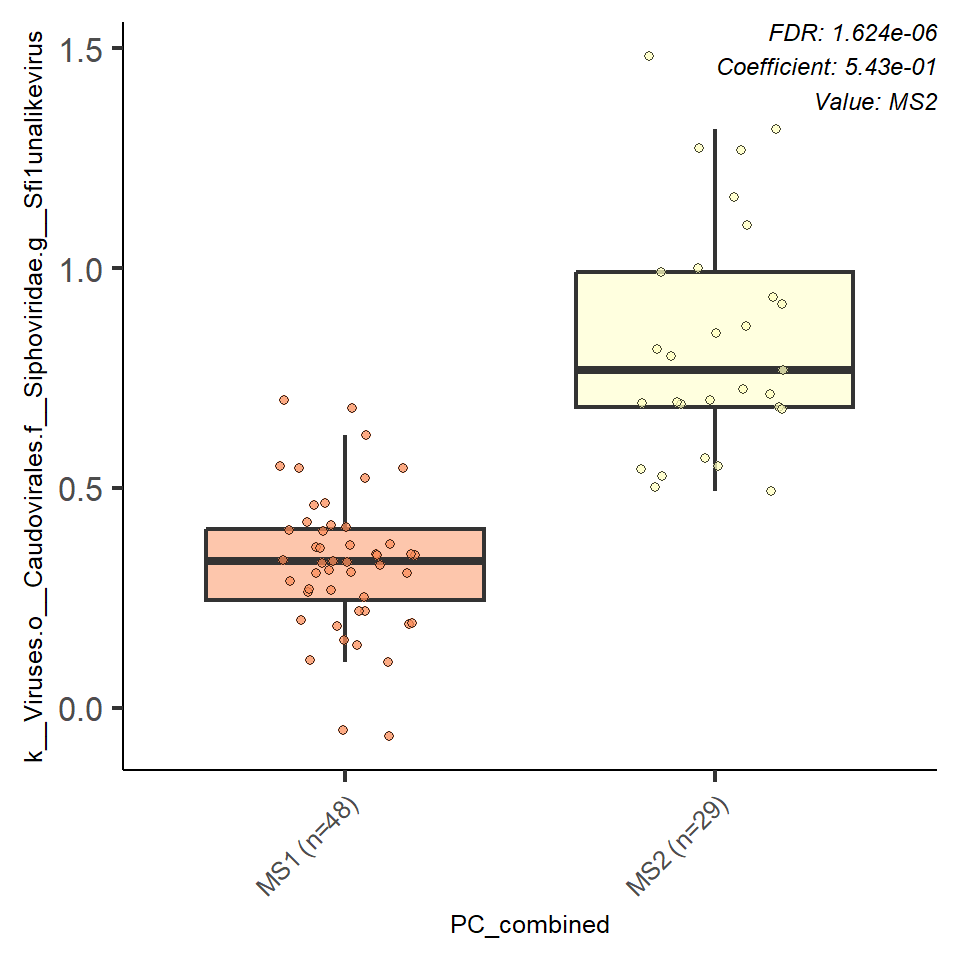 FDR: 1.624e-06
Coefficient: 5.43e-01
Value: MS2
k__Viruses.o__Caudovirales.f__Siphoviridae.g__Sfi1unalikevirus
1.5
1.0
0.5
0.0
MS1 (n=48)
MS2 (n=29)
PC_combined